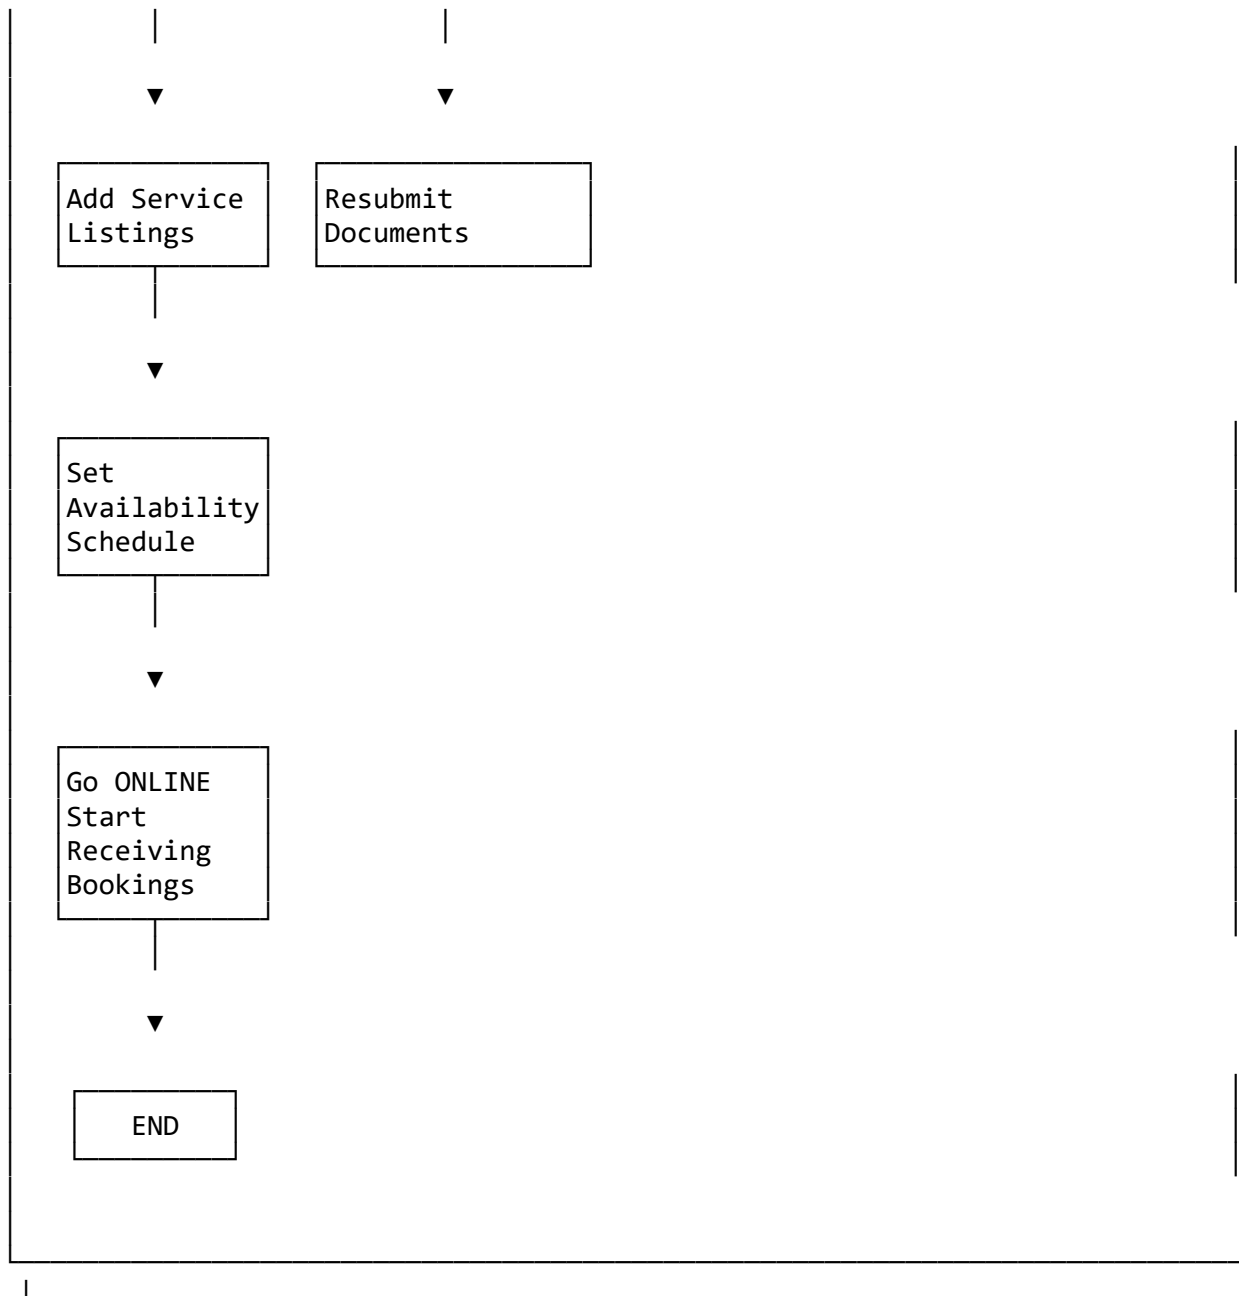 Add Service
Listings
Resubmit
Documents
Set
Availability
Schedule
Go ONLINE
Start
Receiving
Bookings
END